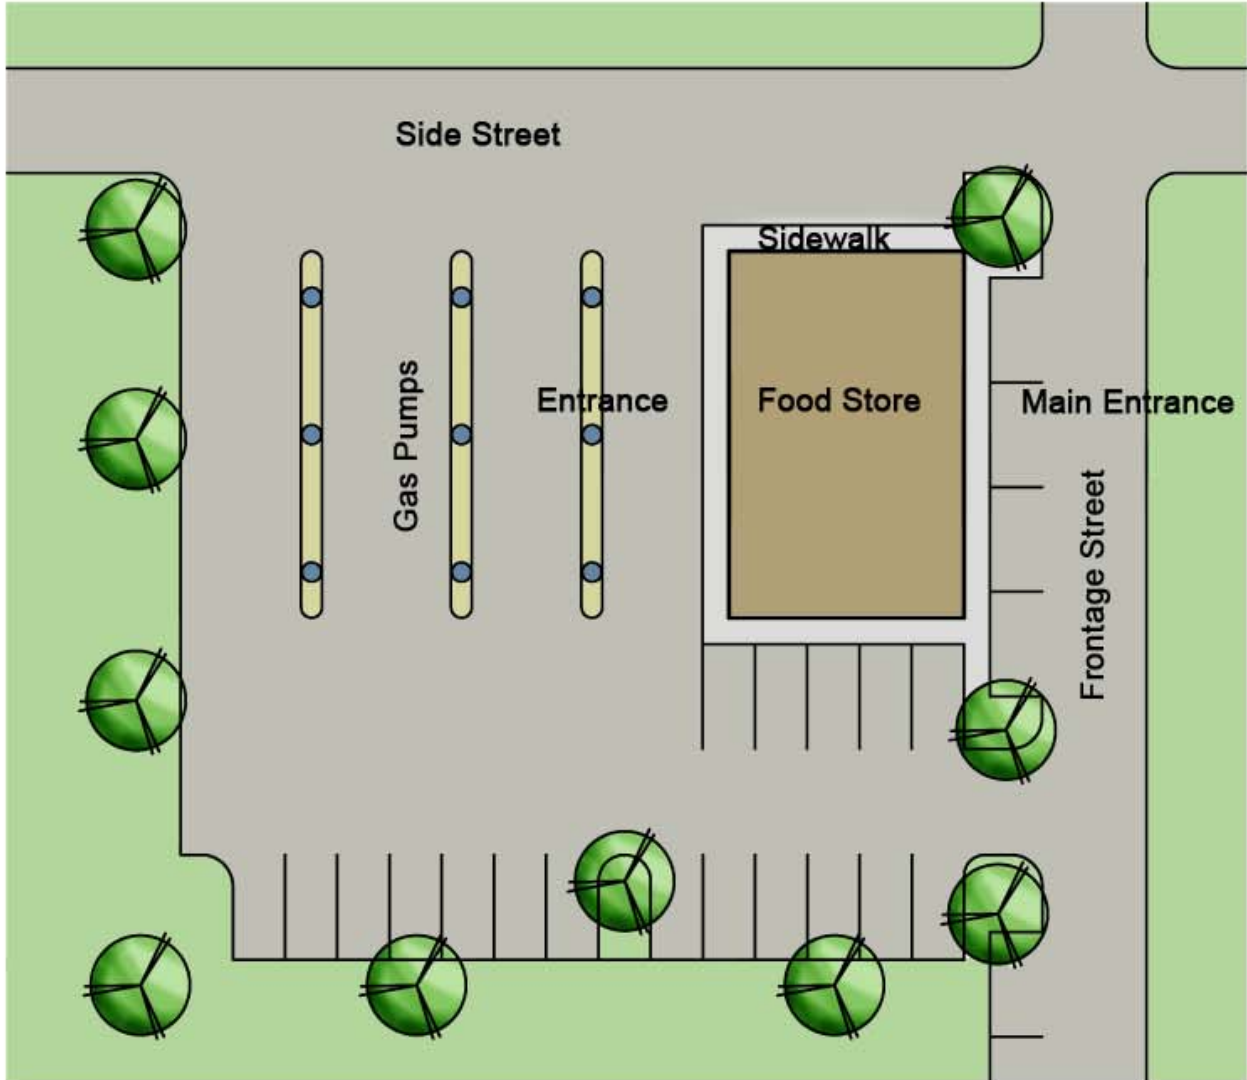 Side Street
Sidewalk
Gas Pumps
Entrance
Food Store
Main Entrance
Frontage Street